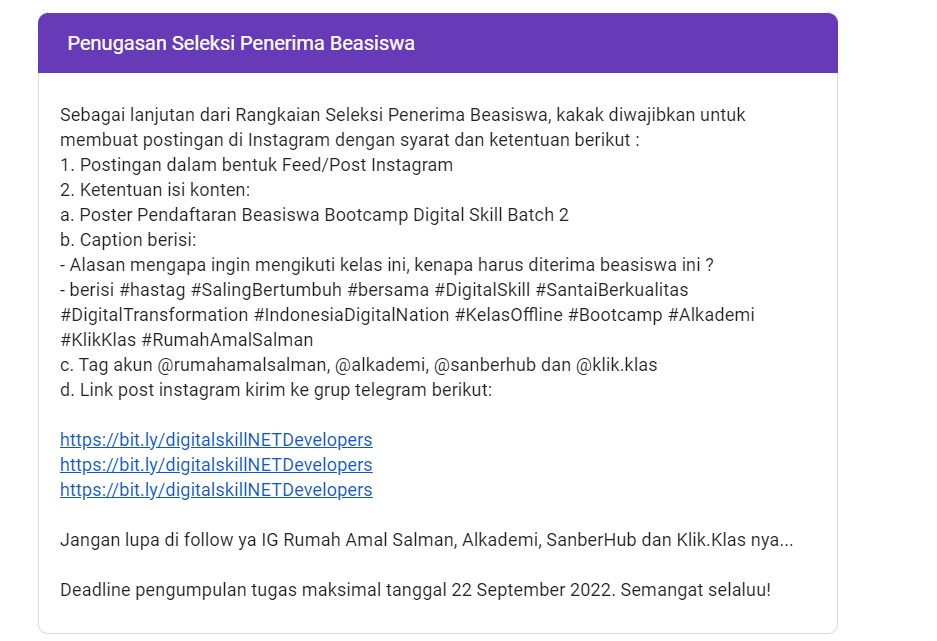 Penugasan Seleksi Penerima Beasiswa
Sebagai lanjutan dari Rangkaian Seleksi Penerima Beasiswa, kakak diwajibkan untuk
membuat postingan di Instagram dengan syarat dan ketentuan berikut :
1. Postingan dalam bentuk Feed/Post Instagram
2. Ketentuan isi konten:
a. Poster Pendaftaran Beasiswa Bootcamp Digital Skill Batch 2
b. Caption berisi:
- Alasan mengapa ingin mengikuti kelas ini, kenapa harus diterima beasiswa ini ?
- berisi #hastag #SalingBertumbuh #bersama #DigitalSkill #SantaiBerkualitas
#DigitalTransformation #IndonesiaDigitalNation #KelasOffline #Bootcamp #Alkademi
#KlikKlas #RumahAmalSalman
c. Tag akun @rumahamalsalman, @alkademi, @sanberhub dan @klik.klas
d. Link post instagram kirim ke grup telegram berikut:
https://bit.ly/digitalskillNETDevelopers
https://bit.ly/digitalskillNETDevelopers
https://bit.ly/digitalskillNETDevelopers
Jangan lupa di follow ya IG Rumah Amal Salman, Alkademi, SanberHub dan Klik.Klas nya...
Deadline pengumpulan tugas maksimal tanggal 22 September 2022. Semangat selaluu!